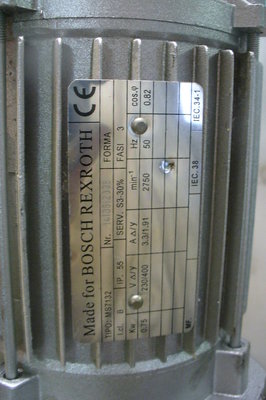 Made for BOSCH REXROTH CE
TIPO: MS7132 Nr. FORMA
I.cl. B IP. 55 SERV. S3-30% FASI 3
Kw V Δ/Y A Δ/Y min⁻¹ Hz cos.φ
0.75 230/400 3.3/1.91 2750 50 0.82
MF. IEC.38 IEC.34-1